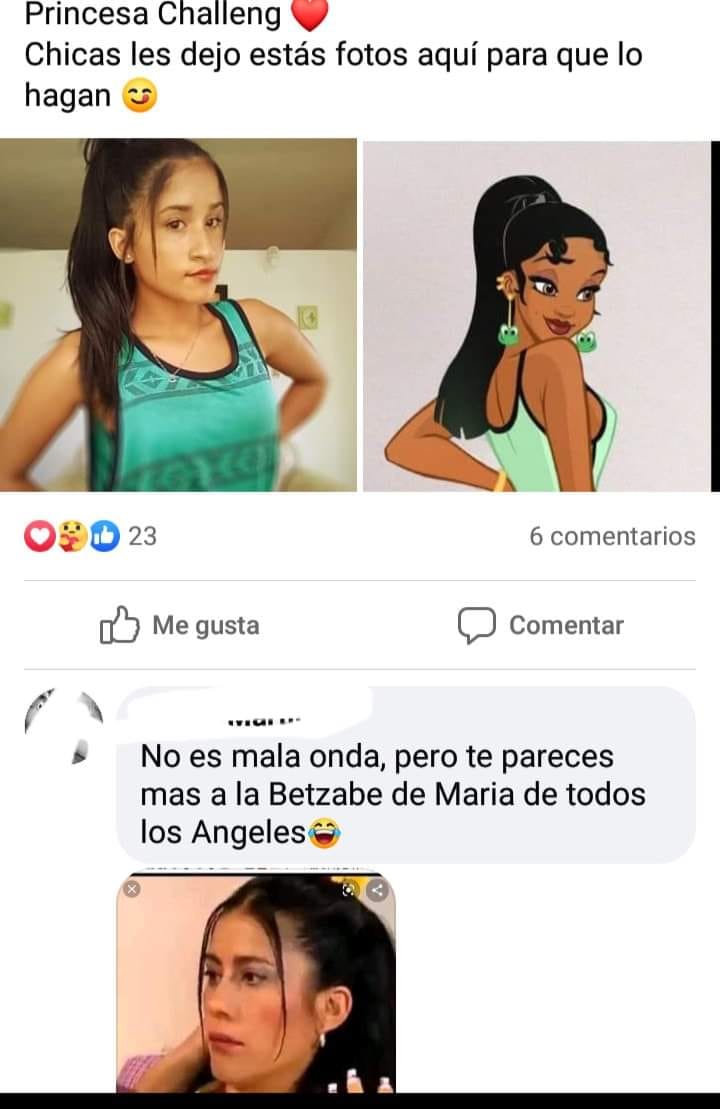 Princesa Challeng ❤️
Chicas les dejo estás fotos aquí para que lo
hagan 😋
23
6 comentarios
Me gusta
Comentar
No es mala onda, pero te pareces
mas a la Betzabe de Maria de todos
los Angeles😂